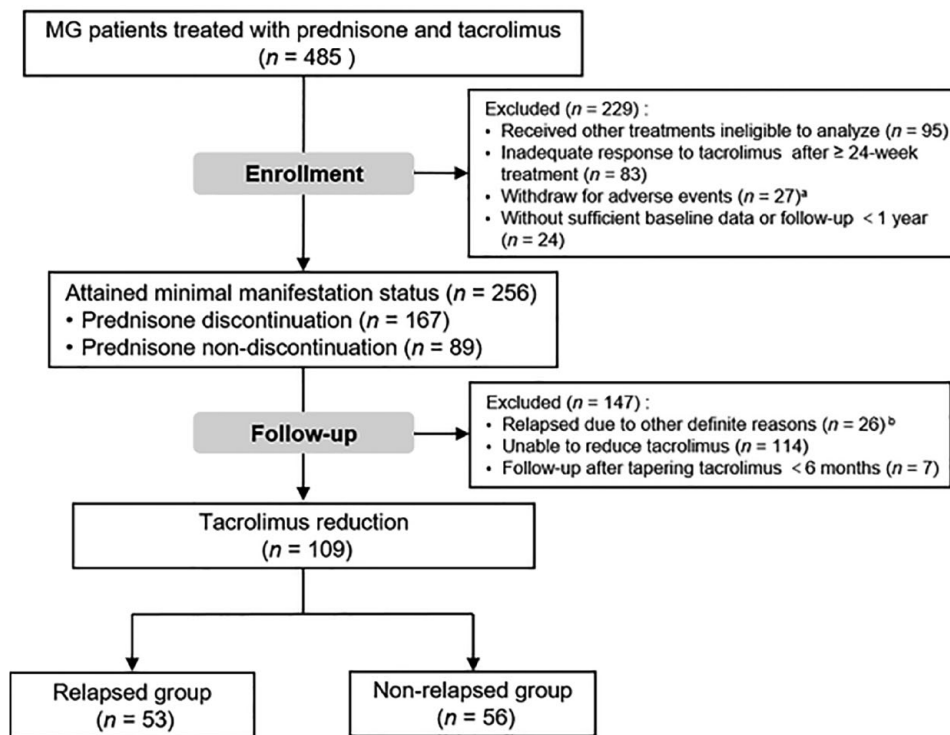 MG patients treated with prednisone and tacrolimus
(n = 485 )
Excluded (n = 229) :
• Received other treatments ineligible to analyze (n = 95)
• Inadequate response to tacrolimus after ≥ 24-week
treatment (n = 83)
• Withdraw for adverse events (n = 27)ᵃ
• Without sufficient baseline data or follow-up < 1 year
(n = 24)
Enrollment
Attained minimal manifestation status (n = 256)
• Prednisone discontinuation (n = 167)
• Prednisone non-discontinuation (n = 89)
Excluded (n = 147) :
• Relapsed due to other definite reasons (n = 26)ᵇ
• Unable to reduce tacrolimus (n = 114)
• Follow-up after tapering tacrolimus < 6 months (n = 7)
Follow-up
Tacrolimus reduction
(n = 109)
Relapsed group
(n = 53)
Non-relapsed group
(n = 56)